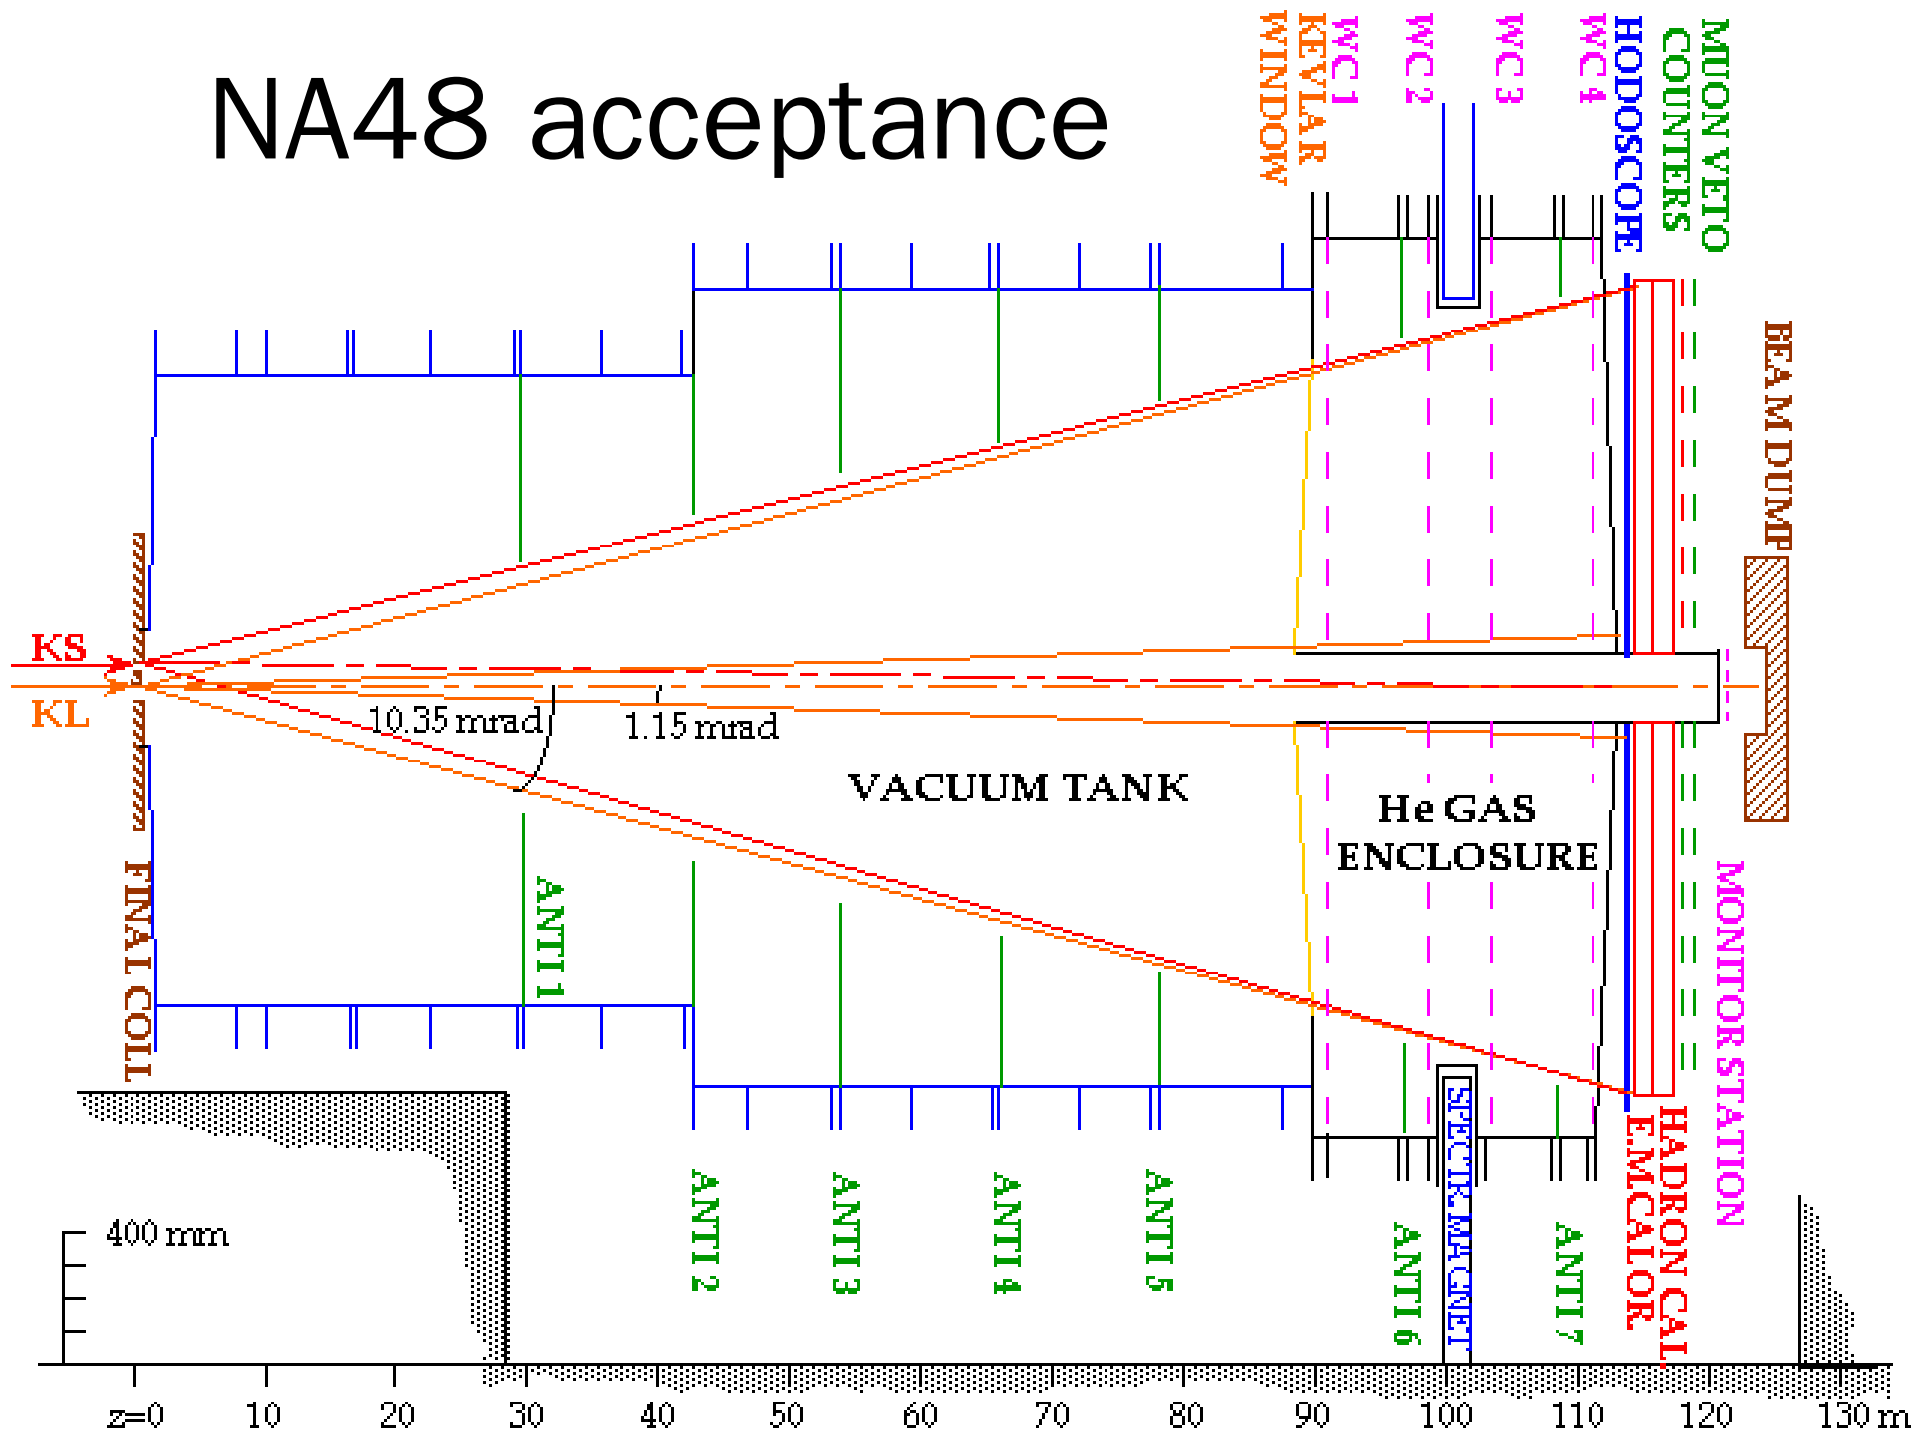 NA48 acceptance
KEVLAR
WINDOW
WC 1
WC 2
WC 3
WC 4
HODOSCOPE
MUON VETO
COUNTERS
BEAM DUMP
KS
KL
10.35 mrad
1.15 mrad
VACUUM TANK
He GAS
ENCLOSURE
FINAL COLL
ANTI 1
MONITOR STATION
ANTI 2
ANTI 3
ANTI 4
ANTI 5
ANTI 6
SPECTR.MAGNET
ANTI 7
HADRON CAL.
E.M.CALOR
400 mm
z=0 10 20 30 40 50 60 70 80 90 100 110 120 130 m